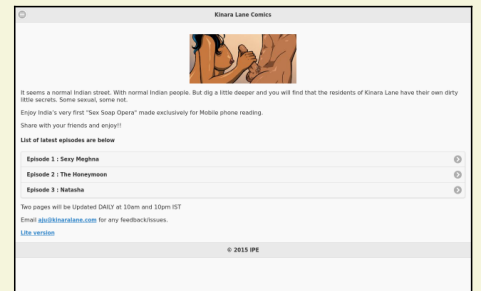 Kinara Lane Comics
It seems a normal Indian street. With normal Indian people. But dig a little deeper and you will find that the residents of Kinara Lane have their own dirty
little secrets. Some sexual, some not.
Enjoy India's very first "Sex Soap Opera" made exclusively for Mobile phone reading.
Share with your friends and enjoy!!
List of latest episodes are below
Episode 1 : Sexy Meghna
Episode 2 : The Honeymoon
Episode 3 : Natasha
Two pages will be Updated DAILY at 10am and 10pm IST
Email aju@kinaralane.com for any feedback/issues.
Lite version
© 2015 IPE